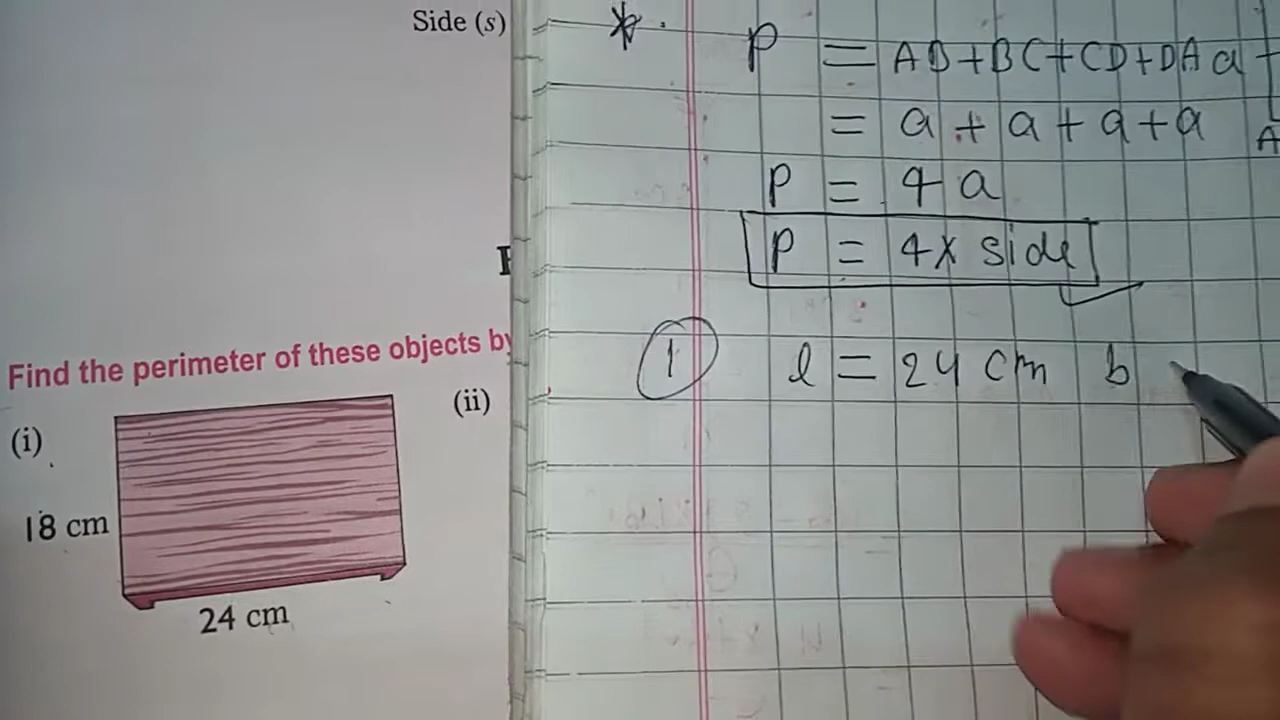 Side (s)
Find the perimeter of these objects by
(i)
(ii)
18 cm
24 cm
*.
P = AB+BC+CD+DA a
= a + a + a + a
A
P = 4 a
P = 4x side
1 l = 24 cm b